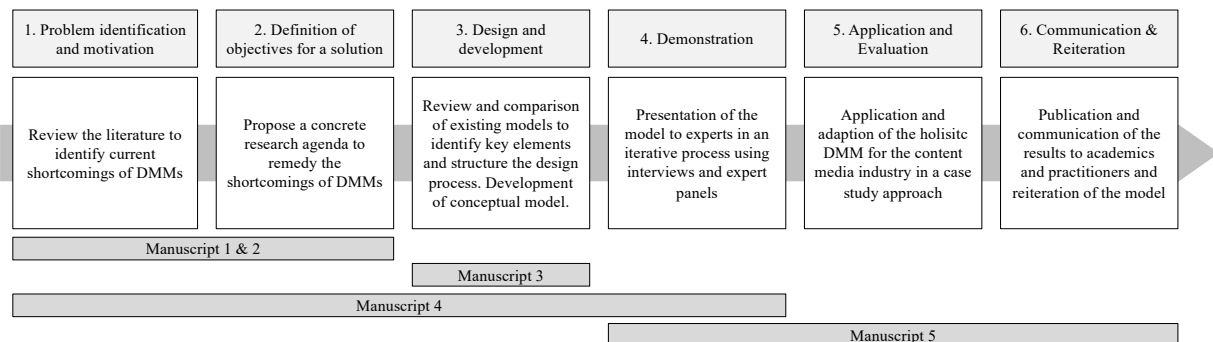 1. Problem identification
and motivation
2. Definition of
objectives for a solution
3. Design and
development
4. Demonstration
5. Application and
Evaluation
6. Communication &
Reiteration
Review the literature to
identify current
shortcomings of DMMs
Propose a concrete
research agenda to
remedy the
shortcomings of DMMs
Review and comparison
of existing models to
identify key elements
and structure the design
process. Development
of conceptual model.
Presentation of the
model to experts in an
iterative process using
interviews and expert
panels
Application and
adaption of the holisitc
DMM for the content
media industry in a case
study approach
Publication and
communication of the
results to academics
and practitioners and
reiteration of the model
Manuscript 1 & 2
Manuscript 3
Manuscript 4
Manuscript 5